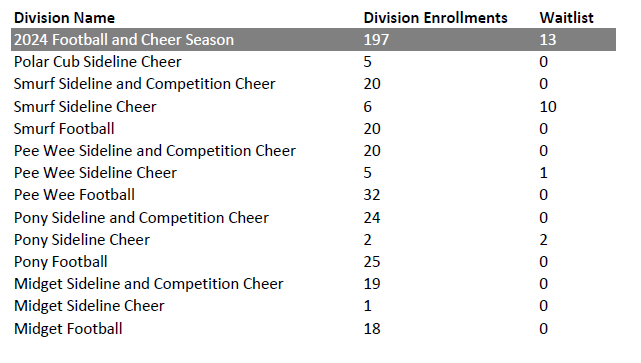 Division Name Division Enrollments Waitlist
2024 Football and Cheer Season 197 13
Polar Cub Sideline Cheer 5 0
Smurf Sideline and Competition Cheer 20 0
Smurf Sideline Cheer 6 10
Smurf Football 20 0
Pee Wee Sideline and Competition Cheer 20 0
Pee Wee Sideline Cheer 5 1
Pee Wee Football 32 0
Pony Sideline and Competition Cheer 24 0
Pony Sideline Cheer 2 2
Pony Football 25 0
Midget Sideline and Competition Cheer 19 0
Midget Sideline Cheer 1 0
Midget Football 18 0